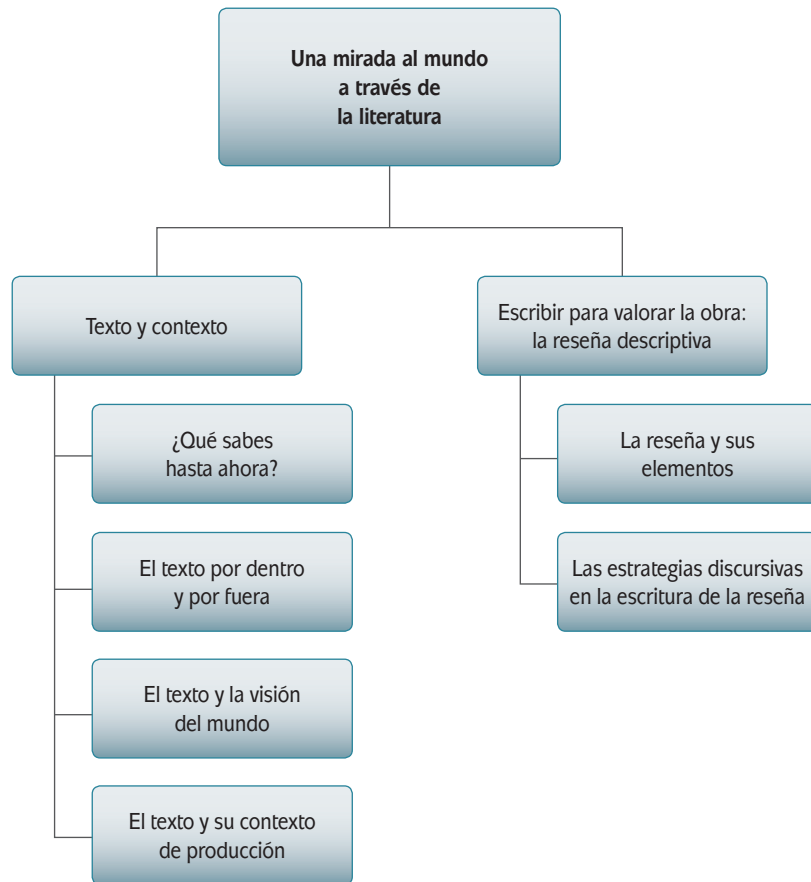 Una mirada al mundo
a través de
la literatura
Texto y contexto
¿Qué sabes
hasta ahora?
El texto por dentro
y por fuera
El texto y la visión
del mundo
El texto y su contexto
de producción
Escribir para valorar la obra:
la reseña descriptiva
La reseña y sus
elementos
Las estrategias discursivas
en la escritura de la reseña